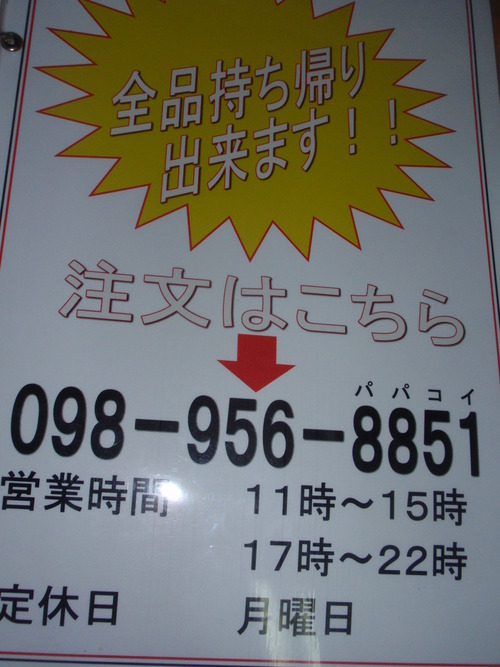 全品持ち帰り
出来ます！！
注文はこちら
パパコイ
098－956－8851
営業時間 11時～15時
17時～22時
定休日 月曜日